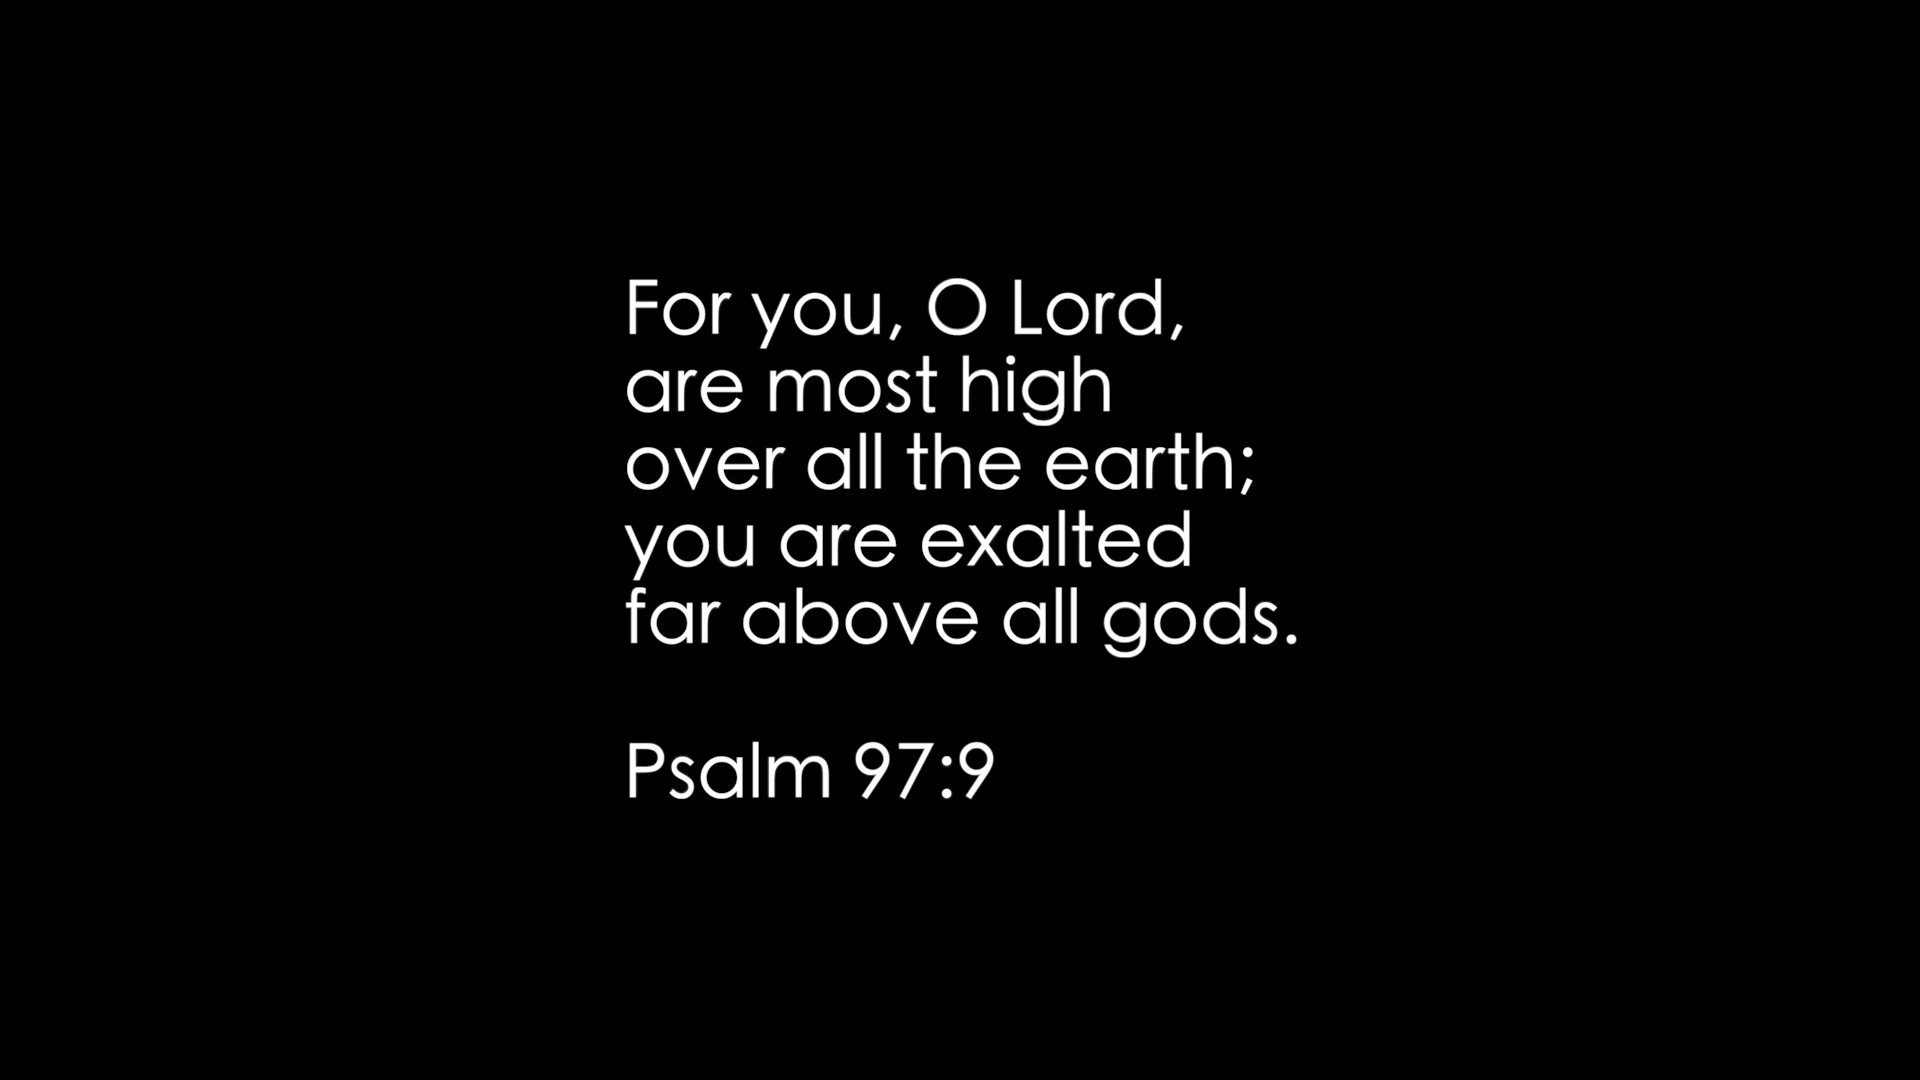 For you, O Lord,
are most high
over all the earth;
you are exalted
far above all gods.
Psalm 97:9